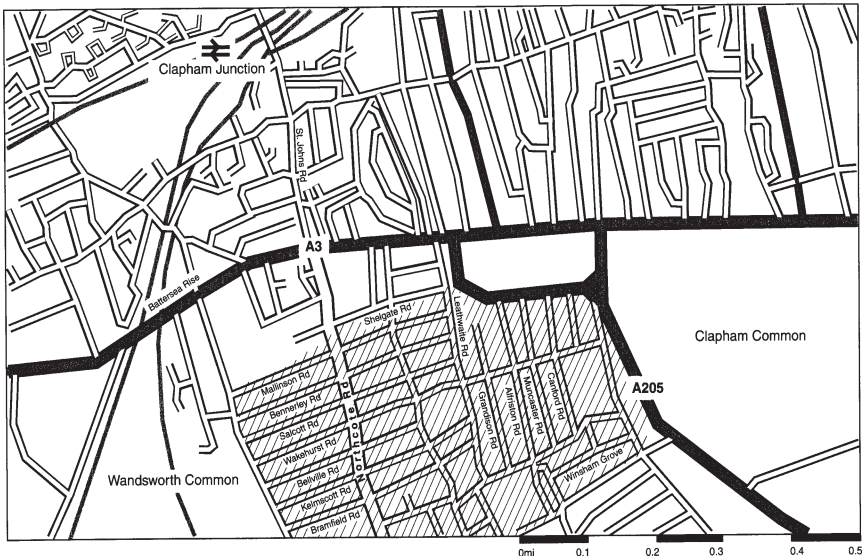 Clapham Junction
St. Johns Rd
A3
Battersea Rise
Shelgate Rd
Leathwaite Rd
Clapham Common
Mallinson Rd
A205
Bennerley Rd
Northcote Rd
Grandison Rd
Alfriston Rd
Muncaster Rd
Canford Rd
Salcott Rd
Wakehurst Rd
Bellville Rd
Winsham Grove
Wandsworth Common
Kelmscott Rd
Bramfield Rd
0mi 0.1 0.2 0.3 0.4 0.5